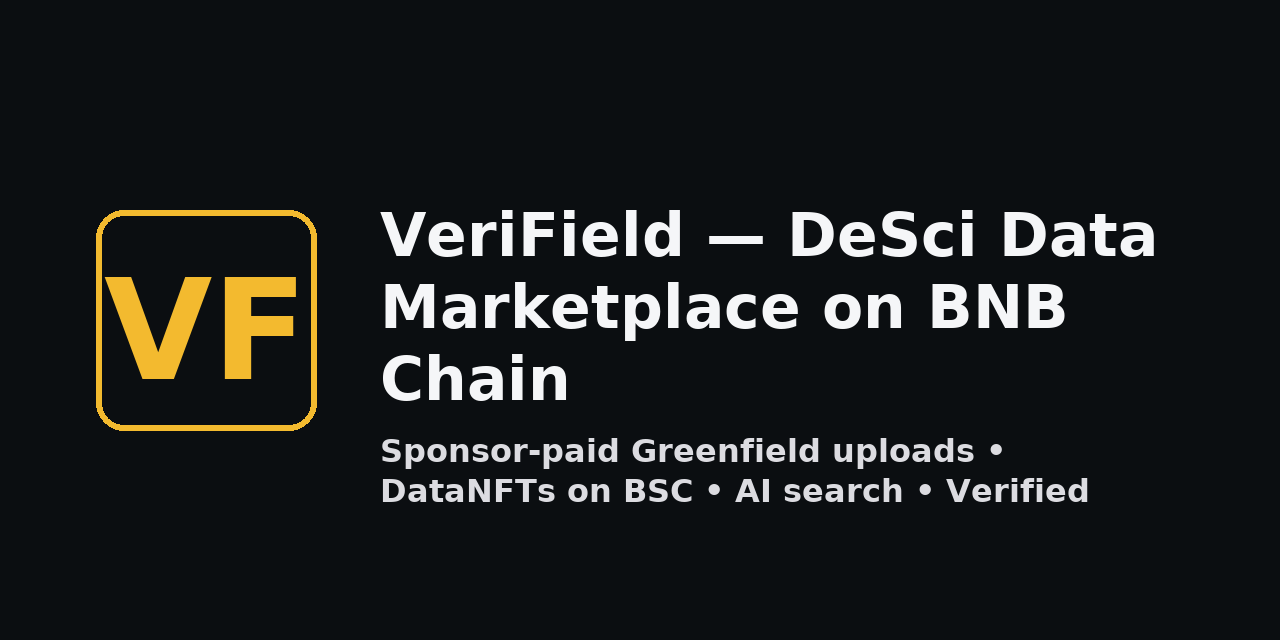 VF
VeriField — DeSci Data
Marketplace on BNB
Chain
Sponsor-paid Greenfield uploads •
DataNFTs on BSC • AI search • Verified